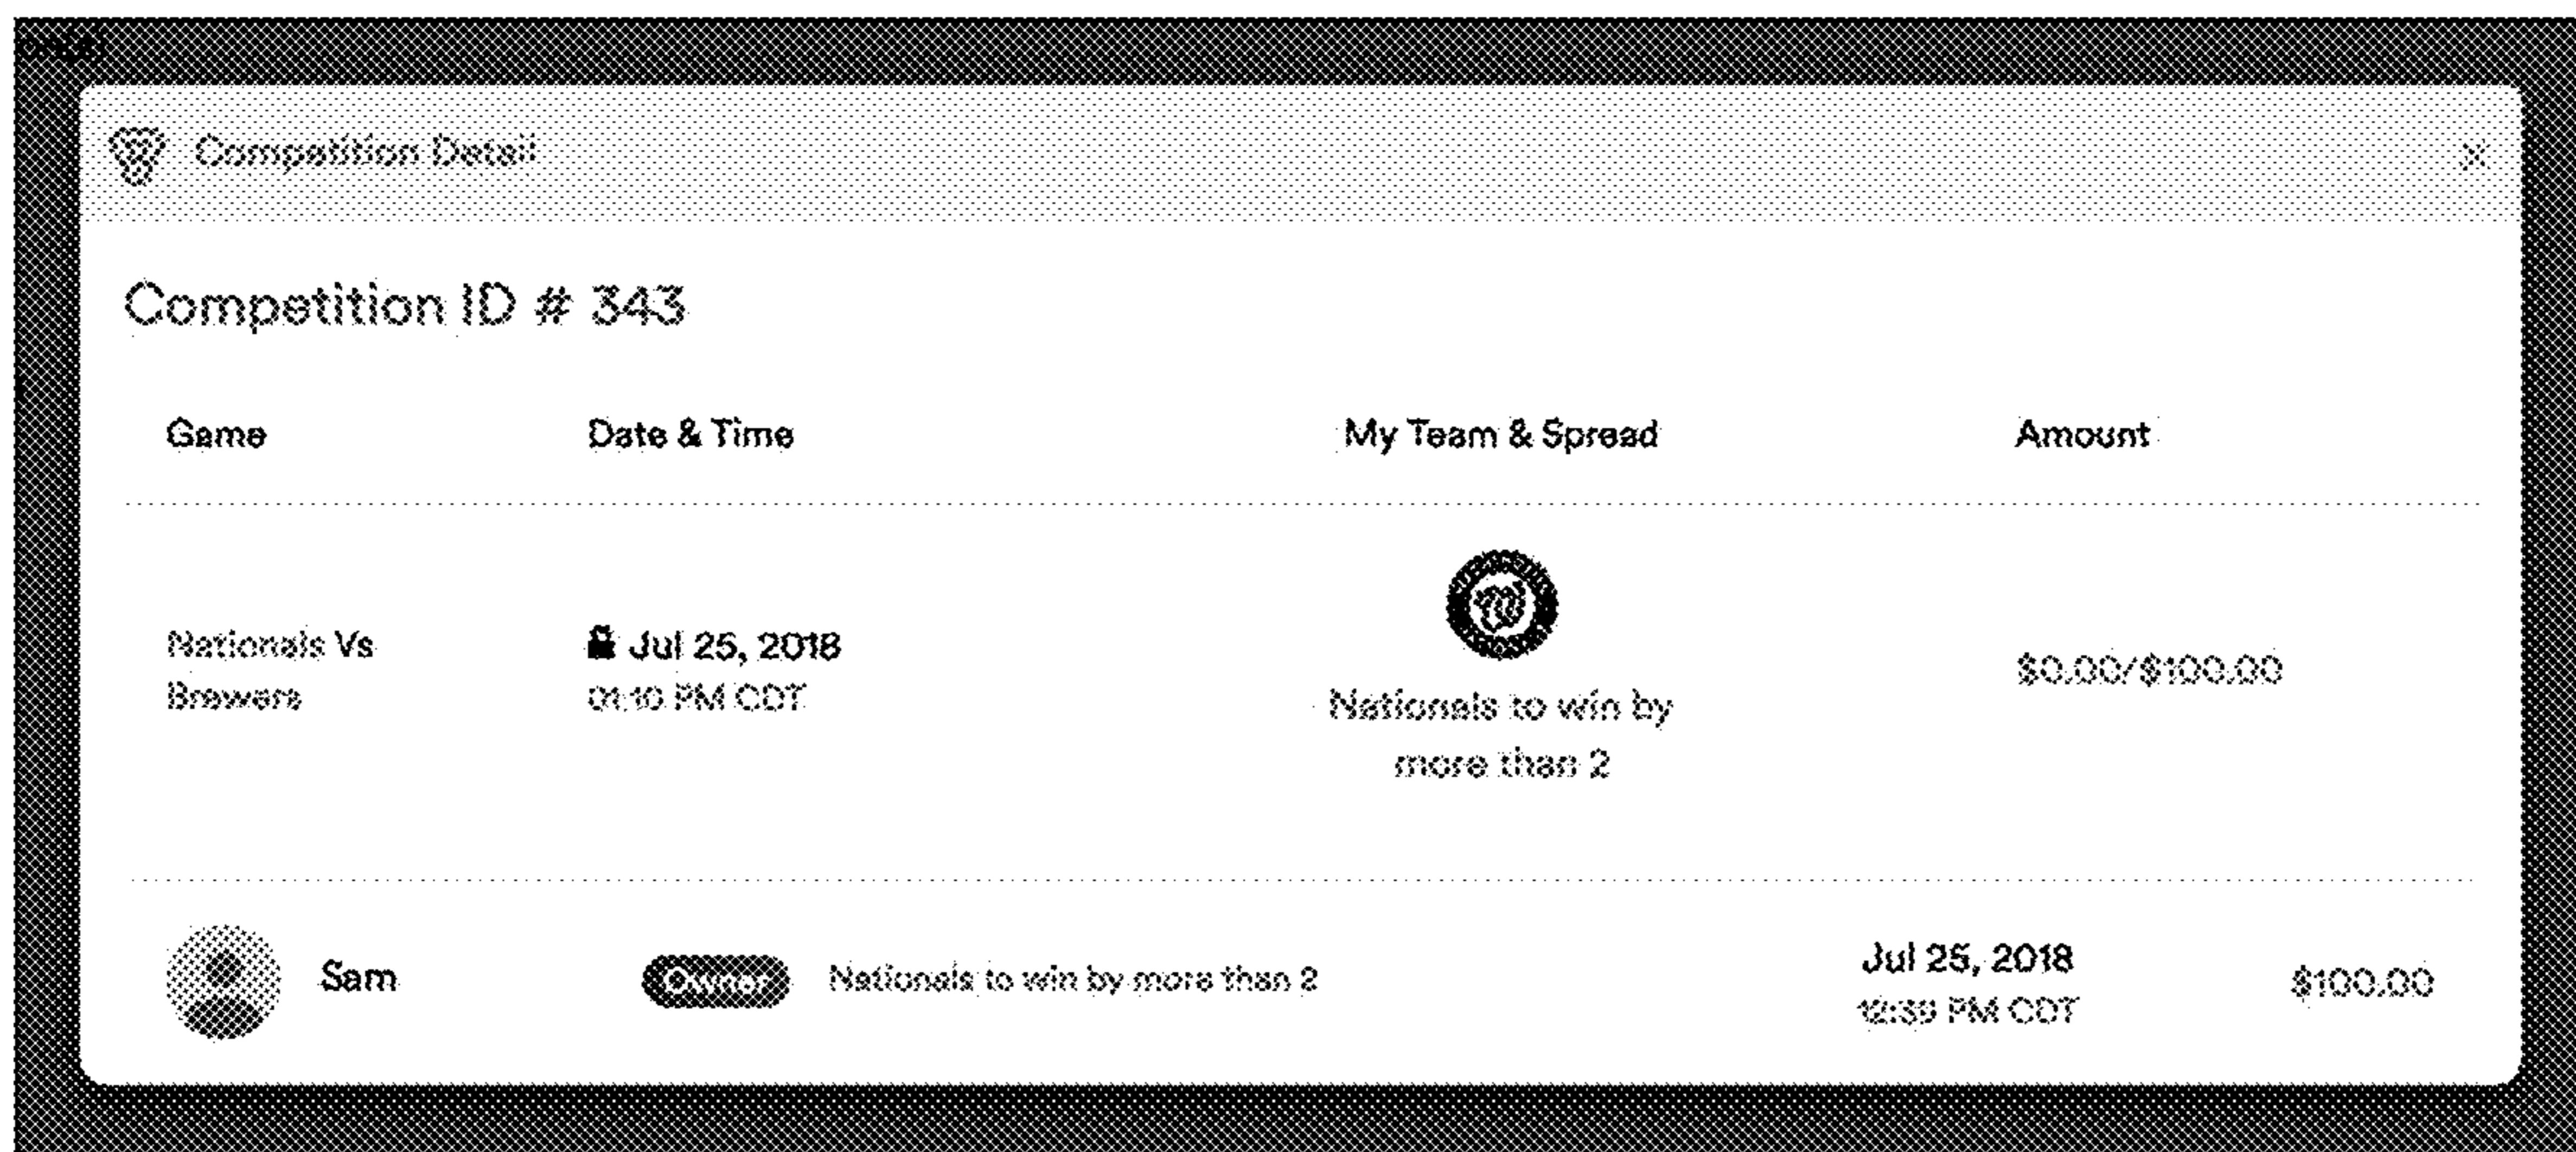 Competition Detail
Competition ID # 343
Game Date & Time My Team & Spread Amount
Nationals Vs
Brewers
Jul 25, 2018
01:10 PM CDT
Nationals to win by
more than 2
$0.00/$100.00
Sam Owner Nationals to win by more than 2
Jul 25, 2018
12:39 PM CDT
$100.00